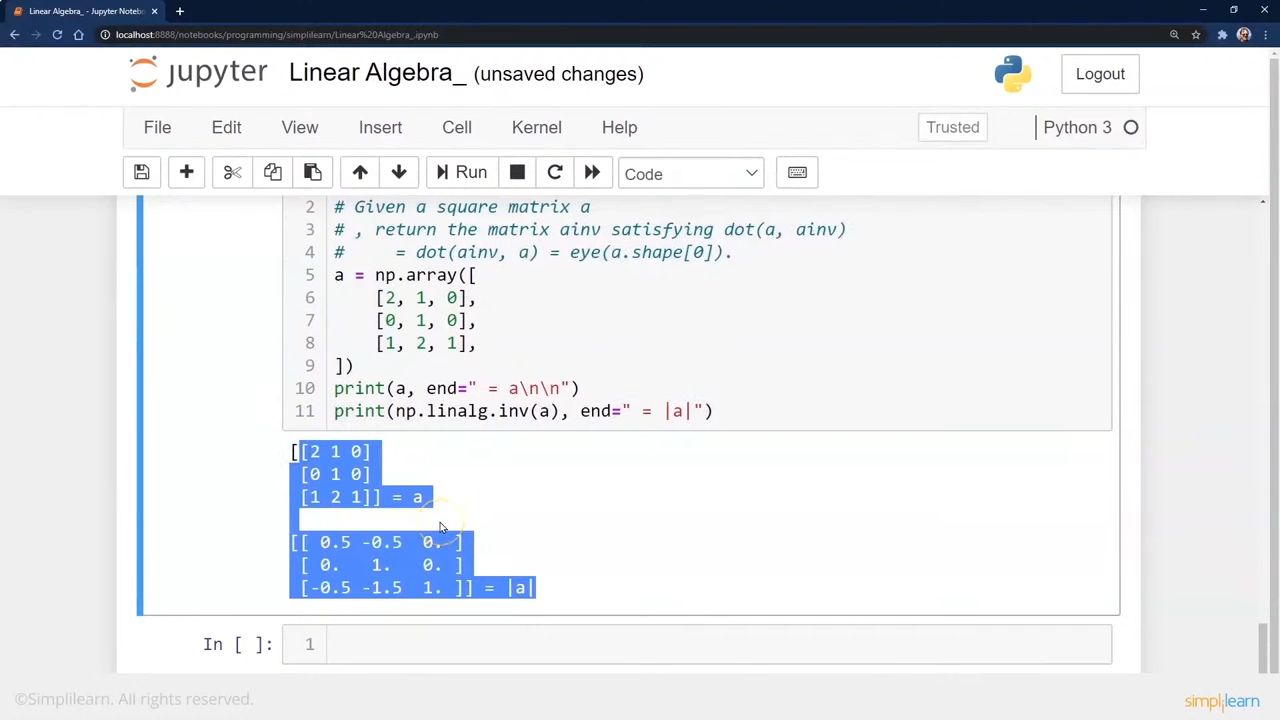 Linear Algebra_ - Jupyter Notebo
localhost:8888/notebooks/programming/simplilearn/Linear%20Algebra_.ipynb
jupyter Linear Algebra_ (unsaved changes) Logout
File Edit View Insert Cell Kernel Help Trusted Python 3
Run Code
2 # Given a square matrix a
3 # , return the matrix ainv satisfying dot(a, ainv)
4 #     = dot(ainv, a) = eye(a.shape[0]).
5 a = np.array([
6     [2, 1, 0],
7     [0, 1, 0],
8     [1, 2, 1],
9 ])
10 print(a, end=" = a\n\n")
11 print(np.linalg.inv(a), end=" = |a|")
[[2 1 0]
[0 1 0]
[1 2 1]] = a
[[ 0.5 -0.5  0. ]
[ 0.   1.   0. ]
[-0.5 -1.5  1. ]] = |a|
In [ ]: 1
©Simplilearn. All rights reserved.
simplilearn